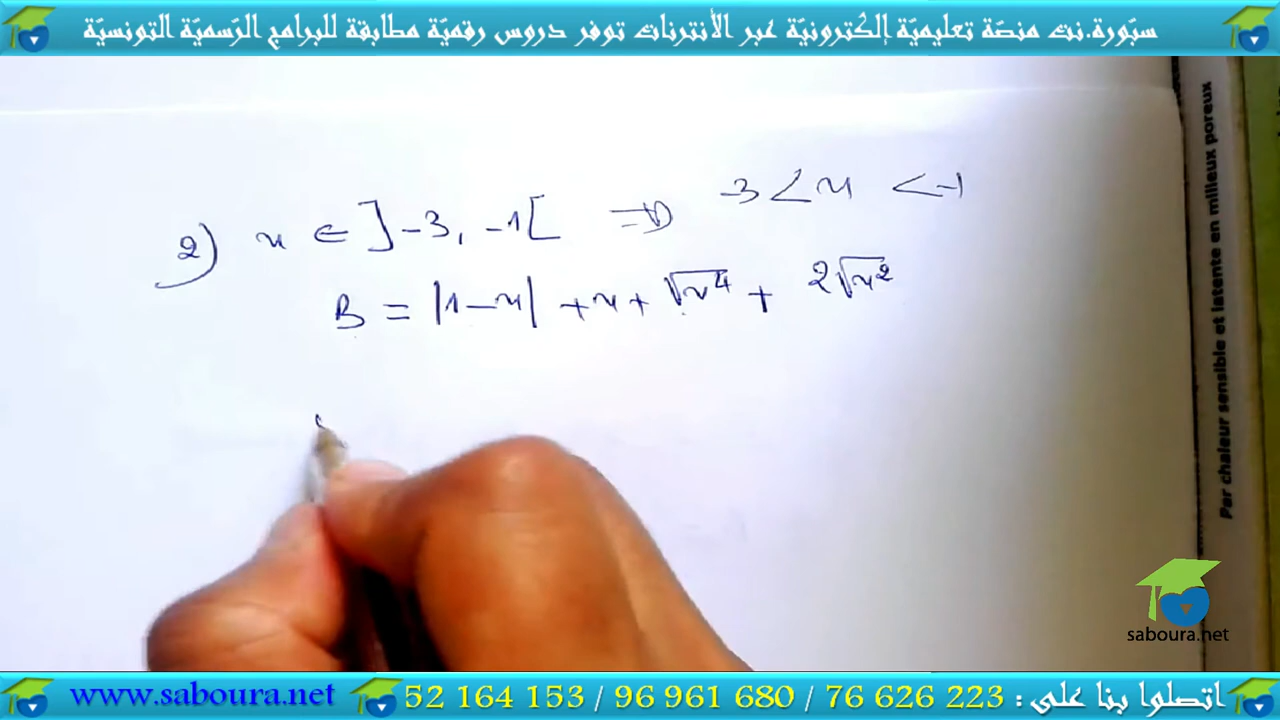 سبّورة.نت منصّة تعليميّة إلكترونيّة عبر الأنترنات توفر دروس رقميّة مطابقة للبرامج الرّسميّة التونسيّة
2) x ∈ ]-3, -1[ ⇒ -3 < x < -1
B = |1-x| + x + √x⁴ + 2√x²
Par chaleur sensible et latente en milieux poreux
saboura.net
www.saboura.net 52 164 153 / 96 961 680 / 76 626 223 : اتصلوا بنا على